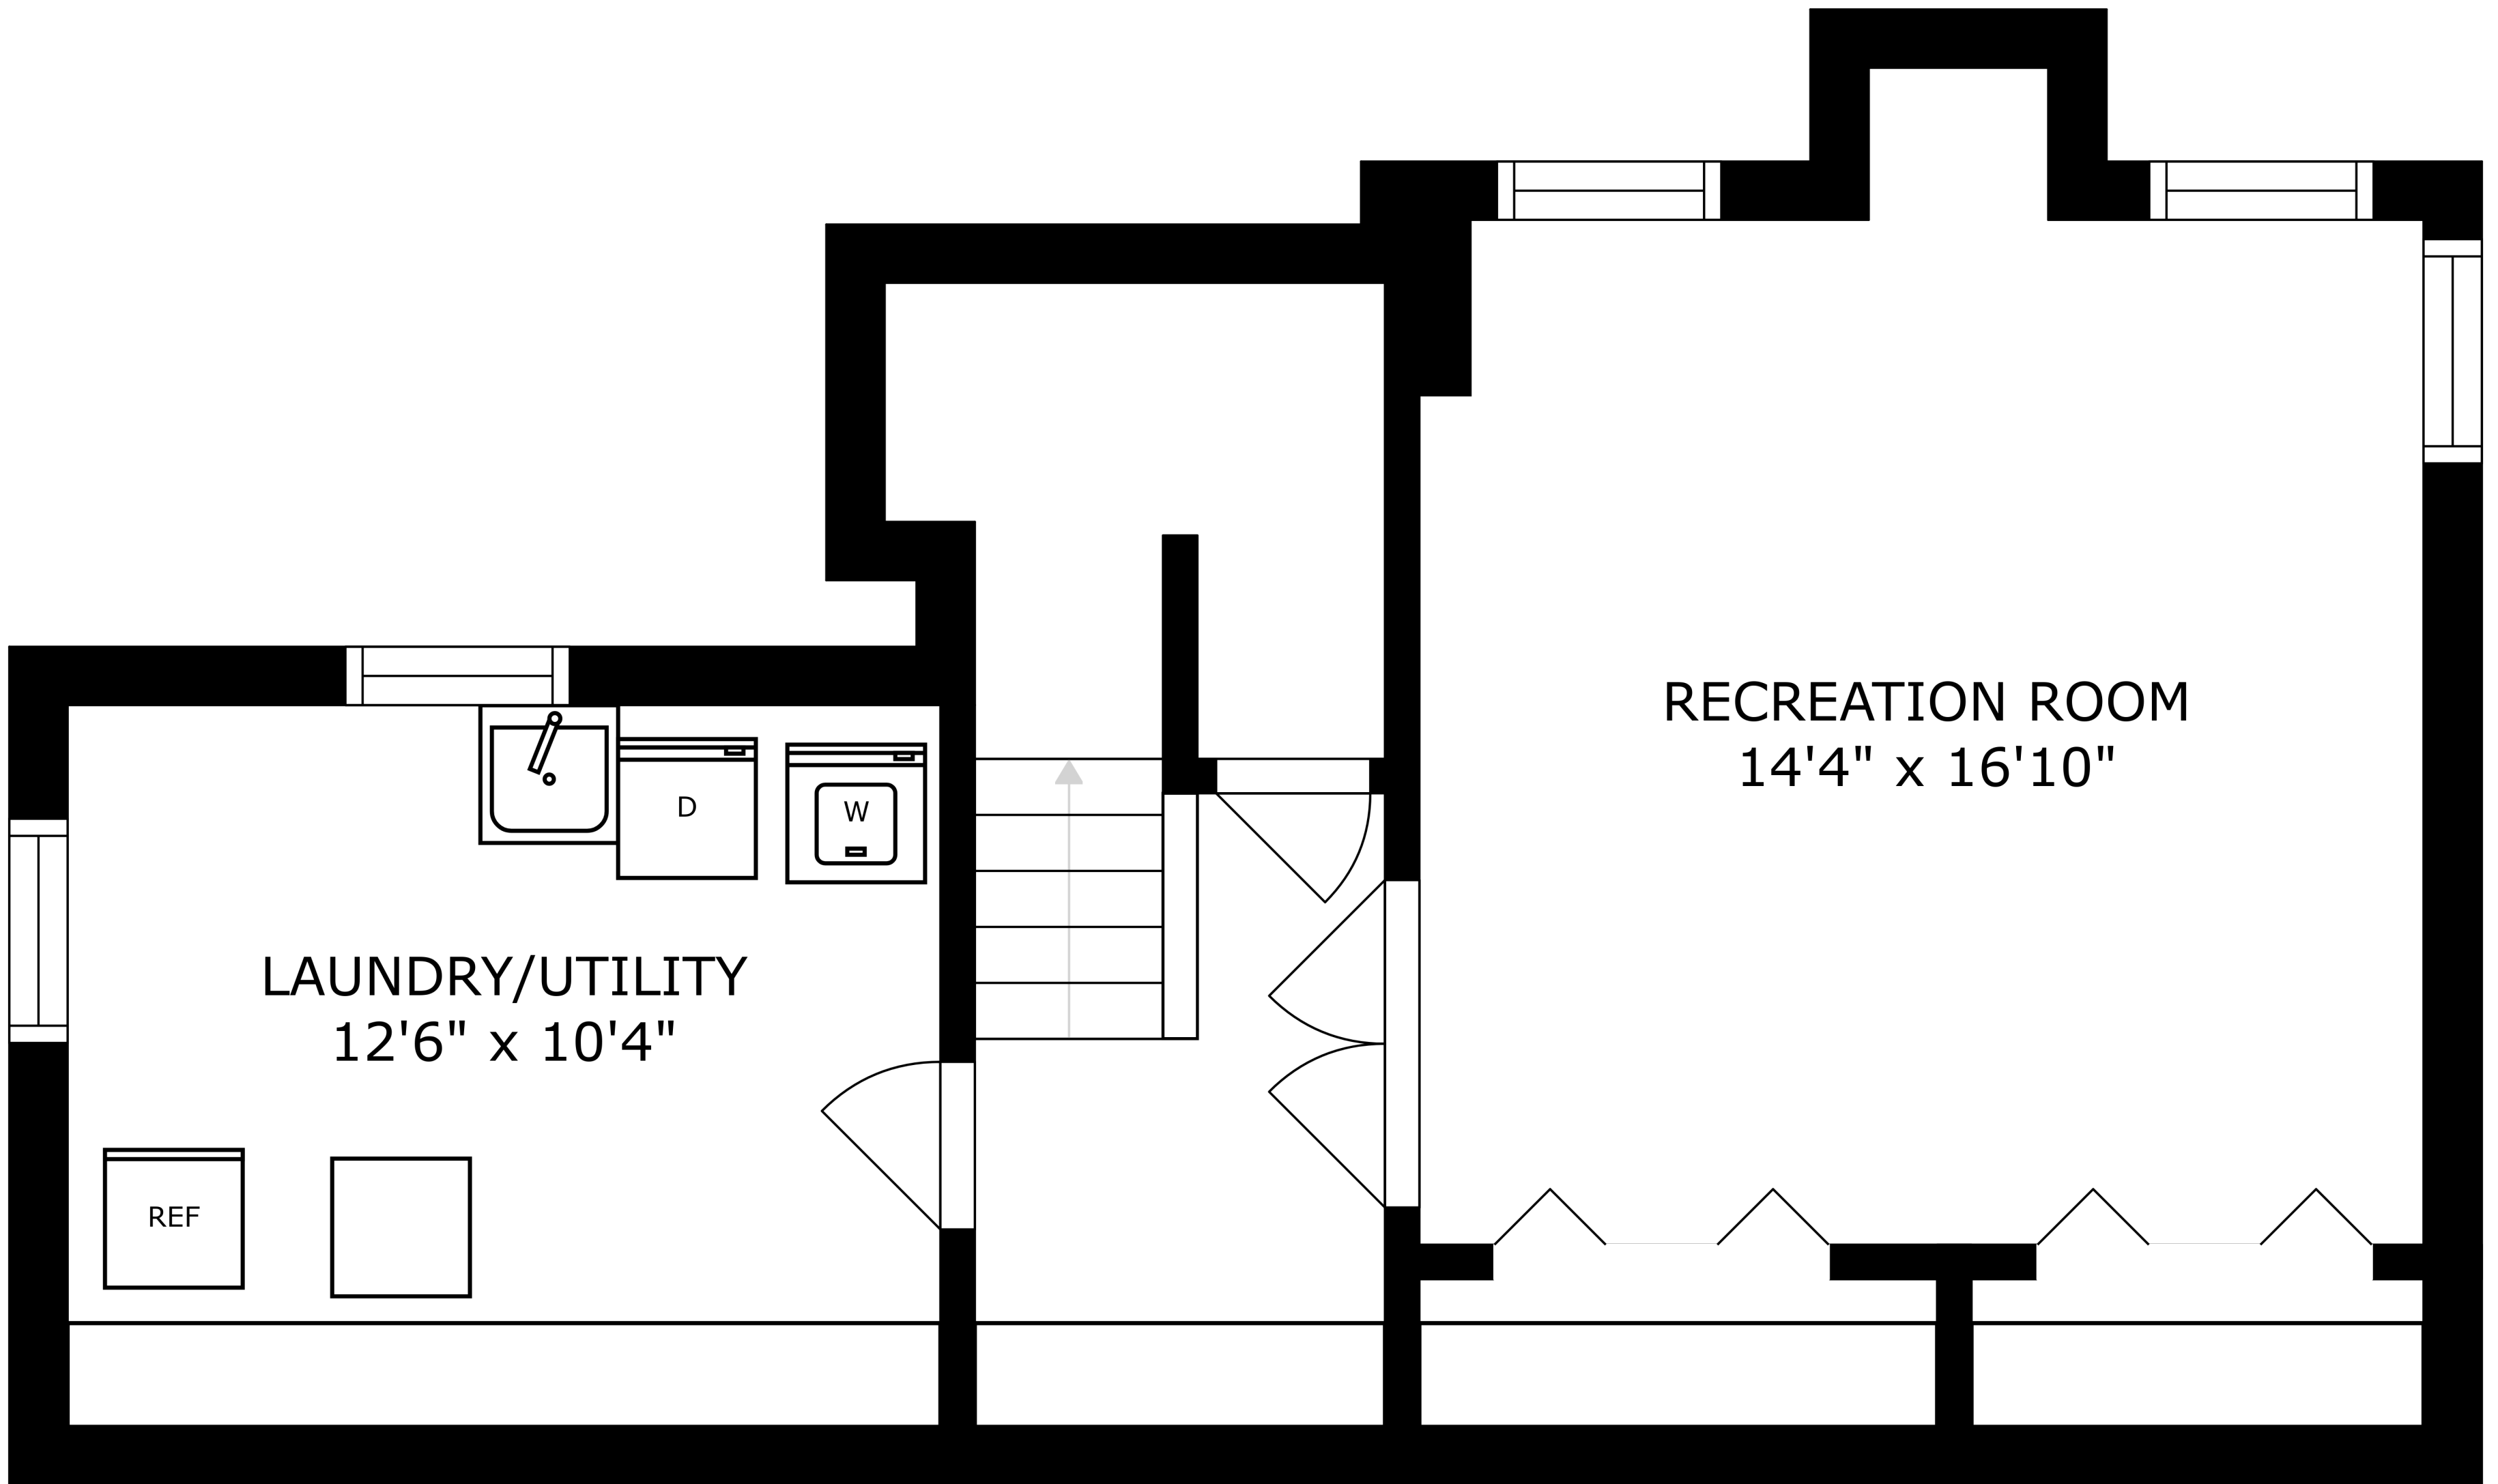 RECREATION ROOM
14'4" x 16'10"
D
W
LAUNDRY/UTILITY
12'6" x 10'4"
REF